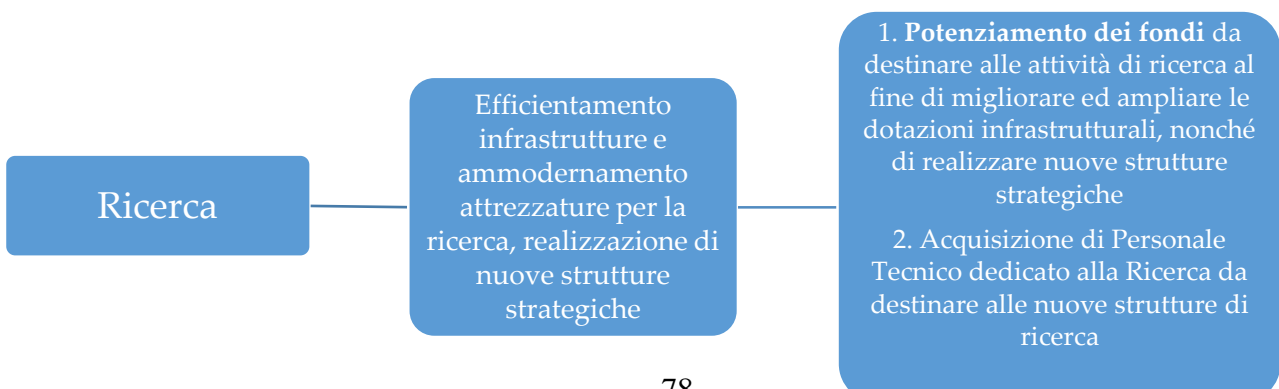 Ricerca
Efficientamento
infrastrutture e
ammodernamento
attrezzature per la
ricerca, realizzazione di
nuove strutture
strategiche
1. Potenziamento dei fondi da
destinare alle attività di ricerca al
fine di migliorare ed ampliare le
dotazioni infrastrutturali, nonché
di realizzare nuove strutture
strategiche
2. Acquisizione di Personale
Tecnico dedicato alla Ricerca da
destinare alle nuove strutture di
ricerca
78